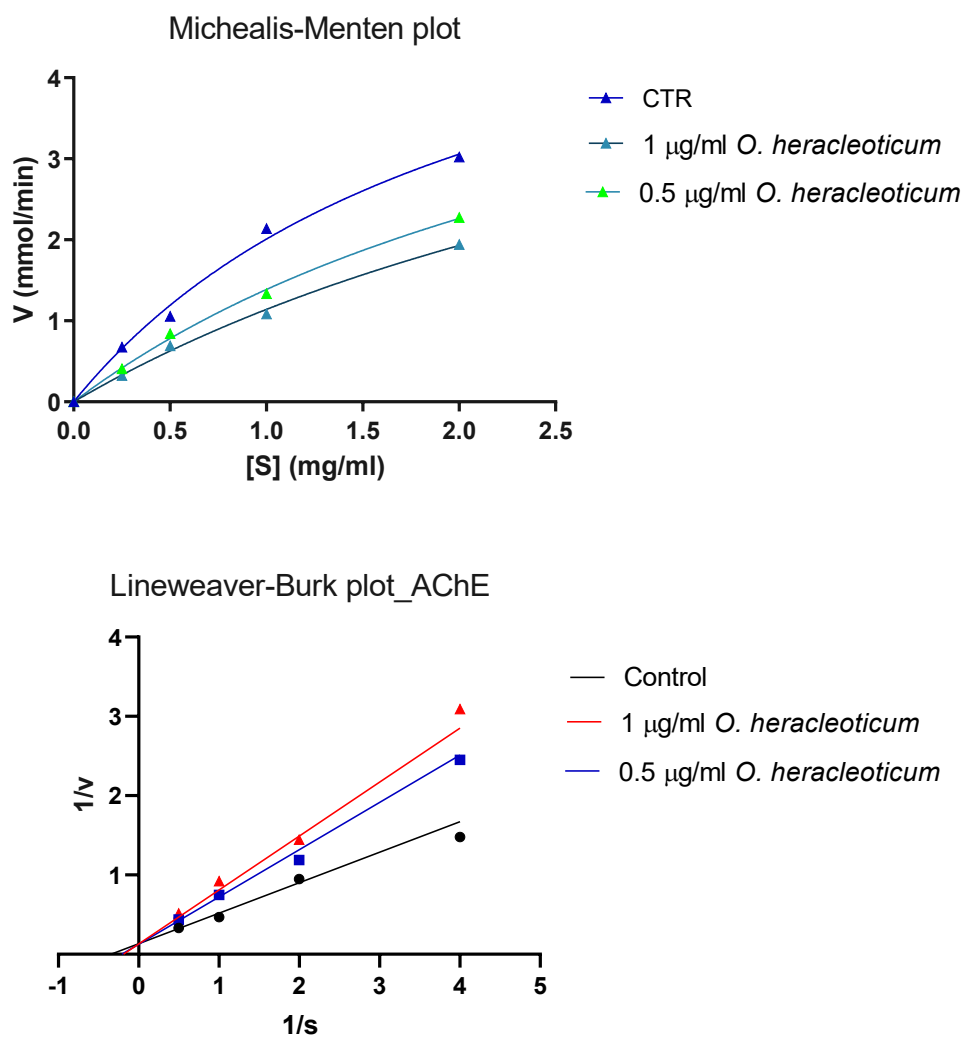 Michealis-Menten plot
4
3
2
1
0
V (mmol/min)
0.0 0.5 1.0 1.5 2.0 2.5
[S] (mg/ml)
CTR
1 μg/ml O. heracleoticum
0.5 μg/ml O. heracleoticum
Lineweaver-Burk plot_AChE
4
3
2
1
1/v
-1 0 1 2 3 4 5
1/s
Control
1 μg/ml O. heracleoticum
0.5 μg/ml O. heracleoticum